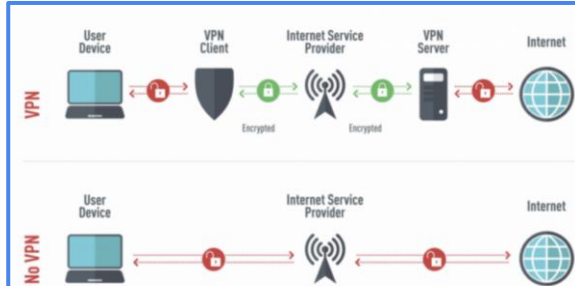 User Device
VPN Client
Internet Service Provider
VPN Server
Internet
VPN
Encrypted
Encrypted
User Device
Internet Service Provider
Internet
No VPN